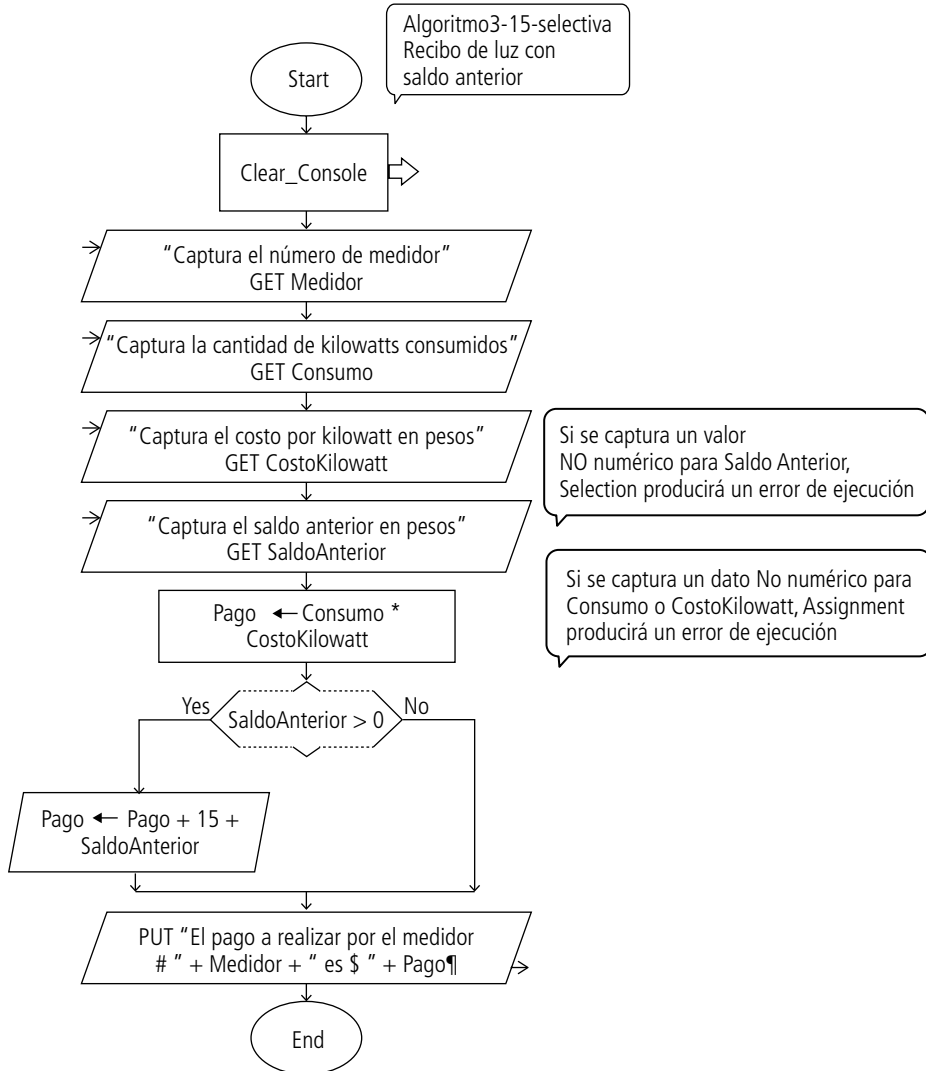 Algoritmo3-15-selectiva
Recibo de luz con
saldo anterior
Start
Clear_Console
"Captura el número de medidor"
GET Medidor
"Captura la cantidad de kilowatts consumidos"
GET Consumo
"Captura el costo por kilowatt en pesos"
GET CostoKilowatt
Si se captura un valor
NO numérico para Saldo Anterior,
Selection producirá un error de ejecución
"Captura el saldo anterior en pesos"
GET SaldoAnterior
Si se captura un dato No numérico para
Consumo o CostoKilowatt, Assignment
producirá un error de ejecución
Pago ← Consumo *
CostoKilowatt
Yes
SaldoAnterior > 0
No
Pago ← Pago + 15 +
SaldoAnterior
PUT "El pago a realizar por el medidor
# " + Medidor + " es $ " + Pago¶
End